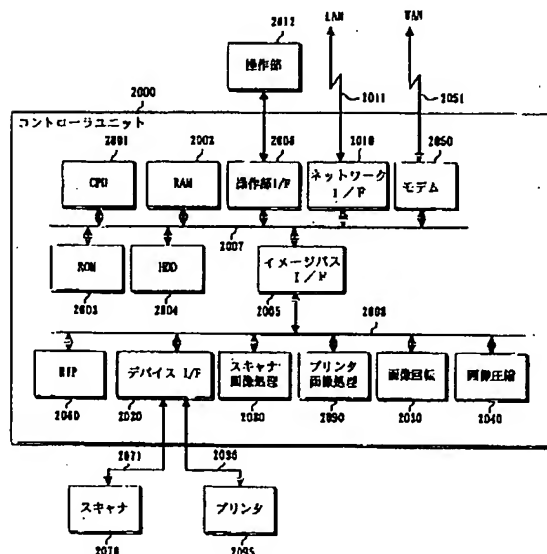 2012
LAN
WAN
操作部
2000
2011
2051
コントローラユニット
2001
2002
2006
2010
2050
CPU
RAM
操作部I/F
ネットワーク
I/F
モデム
2007
ROM
HDD
イメージバス
I/F
2003
2004
2005
2008
RIP
デバイス I/F
スキャナ
画像処理
プリンタ
画像処理
画像回転
画像圧縮
2060
2020
2080
2090
2030
2040
2071
2096
スキャナ
プリンタ
2070
2095